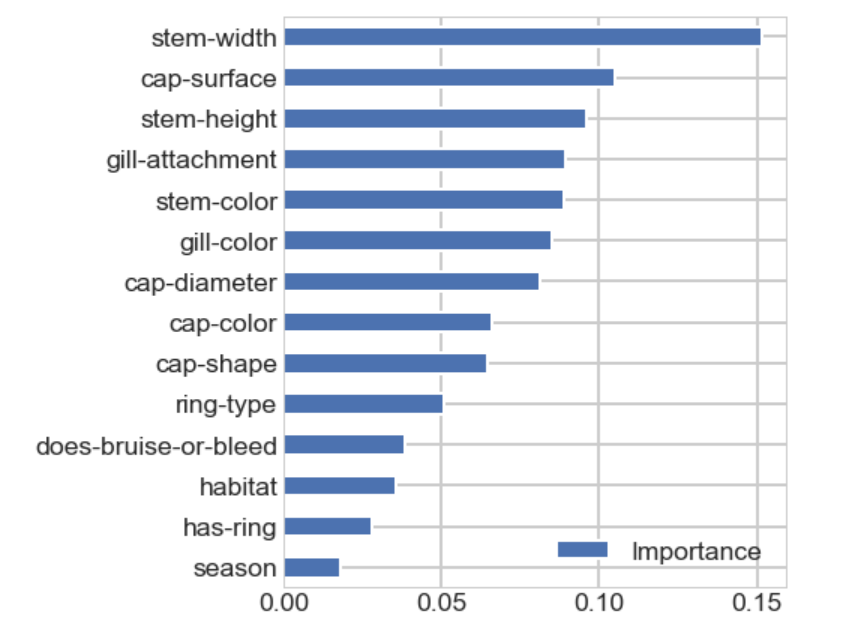 stem-width
cap-surface
stem-height
gill-attachment
stem-color
gill-color
cap-diameter
cap-color
cap-shape
ring-type
does-bruise-or-bleed
habitat
has-ring
season
Importance
0.00 0.05 0.10 0.15